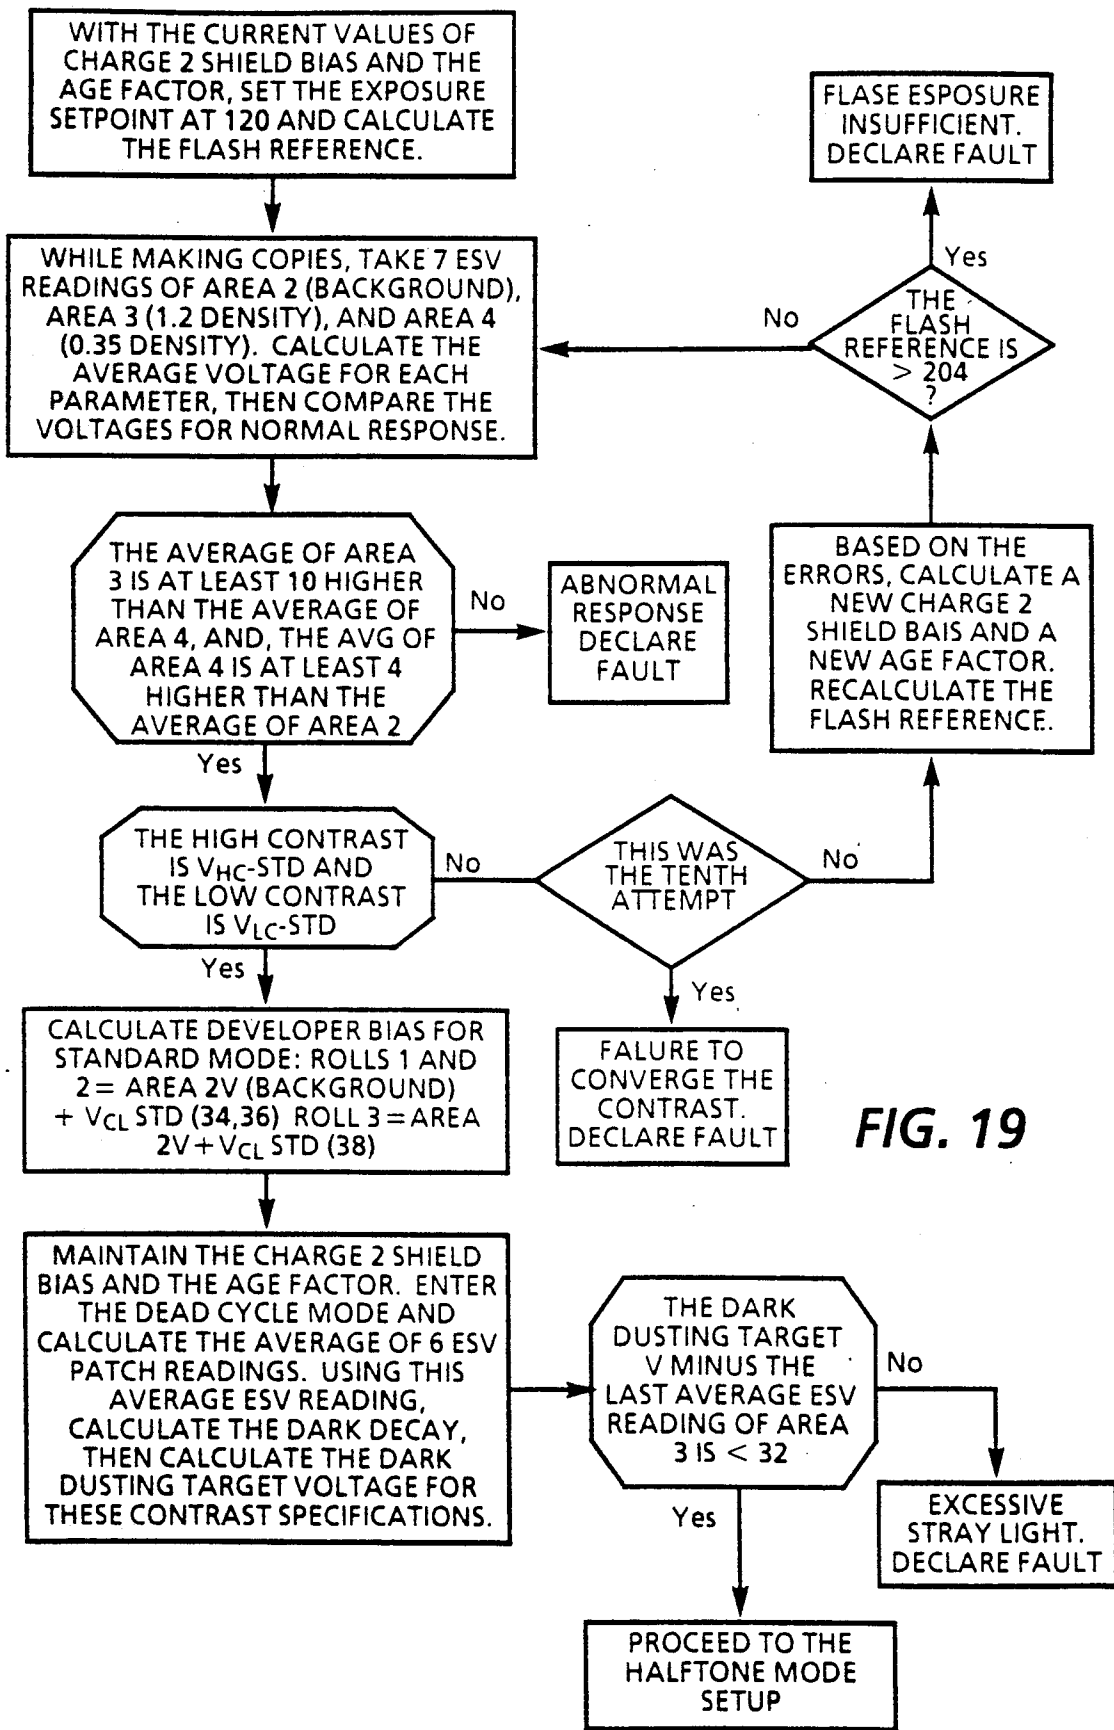 WITH THE CURRENT VALUES OF
CHARGE 2 SHIELD BIAS AND THE
AGE FACTOR, SET THE EXPOSURE
SETPOINT AT 120 AND CALCULATE
THE FLASH REFERENCE.
FLASE ESPOSURE
INSUFFICIENT.
DECLARE FAULT
Yes
THE
FLASH
REFERENCE IS
> 204
?
No
WHILE MAKING COPIES, TAKE 7 ESV
READINGS OF AREA 2 (BACKGROUND),
AREA 3 (1.2 DENSITY), AND AREA 4
(0.35 DENSITY). CALCULATE THE
AVERAGE VOLTAGE FOR EACH
PARAMETER, THEN COMPARE THE
VOLTAGES FOR NORMAL RESPONSE.
THE AVERAGE OF AREA
3 IS AT LEAST 10 HIGHER
THAN THE AVERAGE OF
AREA 4, AND, THE AVG OF
AREA 4 IS AT LEAST 4
HIGHER THAN THE
AVERAGE OF AREA 2
No
ABNORMAL
RESPONSE
DECLARE
FAULT
BASED ON THE
ERRORS, CALCULATE A
NEW CHARGE 2
SHIELD BAIS AND A
NEW AGE FACTOR.
RECALCULATE THE
FLASH REFERENCE.
Yes
THE HIGH CONTRAST
IS VHC-STD AND
THE LOW CONTRAST
IS VLC-STD
No
THIS WAS
THE TENTH
ATTEMPT
No
Yes
Yes
CALCULATE DEVELOPER BIAS FOR
STANDARD MODE: ROLLS 1 AND
2 = AREA 2V (BACKGROUND)
+ VCL STD (34,36) ROLL 3 = AREA
2V + VCL STD (38)
FALURE TO
CONVERGE THE
CONTRAST.
DECLARE FAULT
FIG. 19
MAINTAIN THE CHARGE 2 SHIELD
BIAS AND THE AGE FACTOR. ENTER
THE DEAD CYCLE MODE AND
CALCULATE THE AVERAGE OF 6 ESV
PATCH READINGS. USING THIS
AVERAGE ESV READING,
CALCULATE THE DARK DECAY,
THEN CALCULATE THE DARK
DUSTING TARGET VOLTAGE FOR
THESE CONTRAST SPECIFICATIONS.
THE DARK
DUSTING TARGET
V MINUS THE
LAST AVERAGE ESV
READING OF AREA
3 IS < 32
No
Yes
EXCESSIVE
STRAY LIGHT.
DECLARE FAULT
PROCEED TO THE
HALFTONE MODE
SETUP